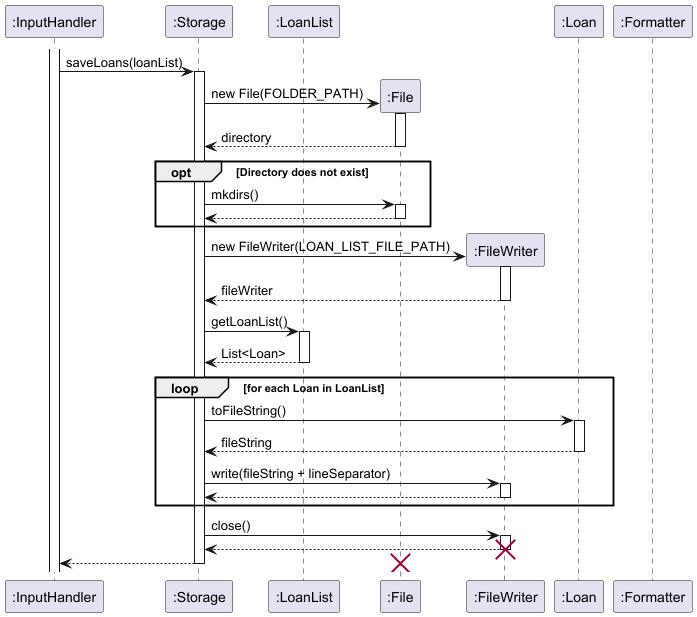 :InputHandler :Storage :LoanList :Loan :Formatter
saveLoans(loanList)
new File(FOLDER_PATH)
:File
directory
opt [Directory does not exist]
mkdirs()
new FileWriter(LOAN_LIST_FILE_PATH)
:FileWriter
fileWriter
getLoanList()
List<Loan>
loop [for each Loan in LoanList]
toFileString()
fileString
write(fileString + lineSeparator)
close()
:InputHandler :Storage :LoanList :File :FileWriter :Loan :Formatter